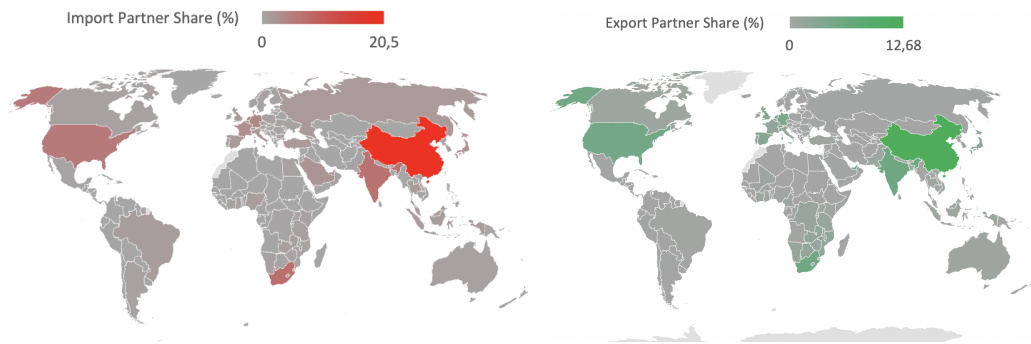 Import Partner Share (%)
0
20,5
Export Partner Share (%)
0
12,68